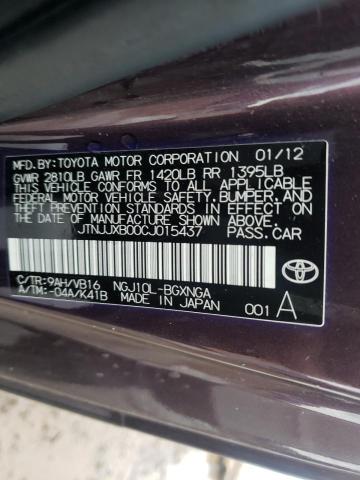 MFD.BY:TOYOTA MOTOR CORPORATION 01/12
GVWR 2810LB GAWR FR 1420LB RR 1395LB
THIS VEHICLE CONFORMS TO ALL APPLICABLE
FEDERAL MOTOR VEHICLE SAFETY,BUMPER, AND
THEFT PREVENTION STANDARDS IN EFFECT ON
THE DATE OF MANUFACTURE SHOWN ABOVE.
JTNJJXB00CJ015437 PASS.CAR
C/TR:9AH/VB16 NGJ10L-BGXNGA
A/TM:-04A/K41B MADE IN JAPAN 001 A
TOYOTA